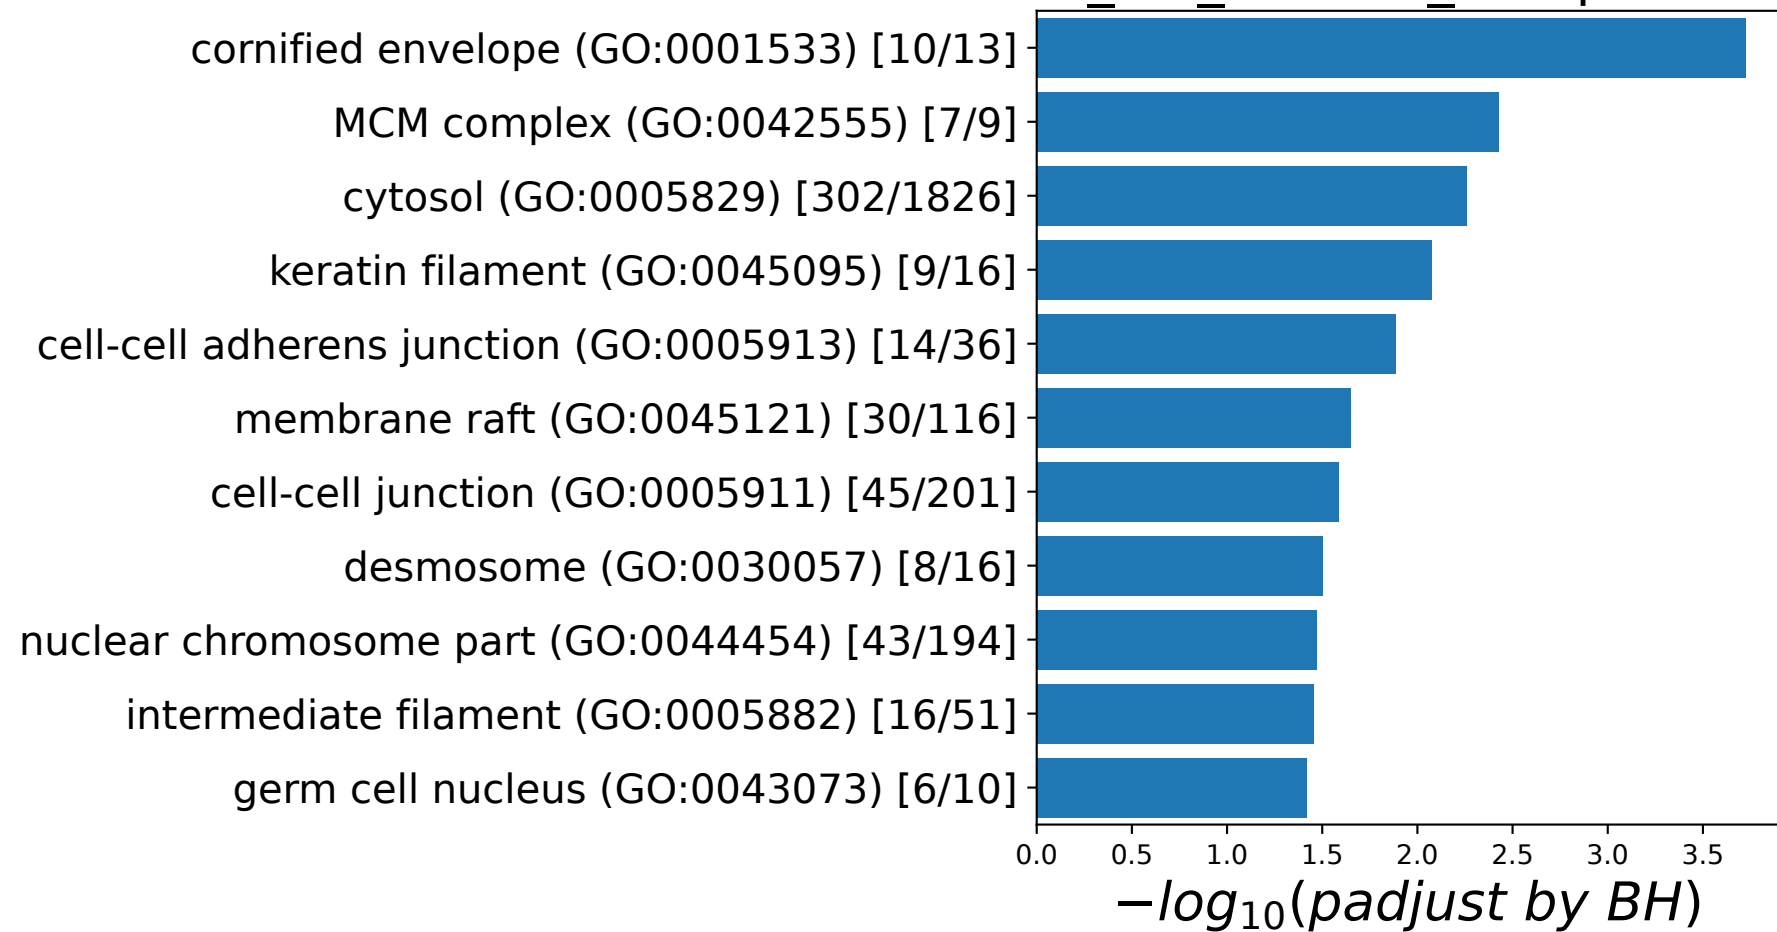 cornified envelope (GO:0001533) [10/13]
MCM complex (GO:0042555) [7/9]
cytosol (GO:0005829) [302/1826]
keratin filament (GO:0045095) [9/16]
cell-cell adherens junction (GO:0005913) [14/36]
membrane raft (GO:0045121) [30/116]
cell-cell junction (GO:0005911) [45/201]
desmosome (GO:0030057) [8/16]
nuclear chromosome part (GO:0044454) [43/194]
intermediate filament (GO:0005882) [16/51]
germ cell nucleus (GO:0043073) [6/10]
0.0 0.5 1.0 1.5 2.0 2.5 3.0 3.5
−log₁₀(padjust by BH)